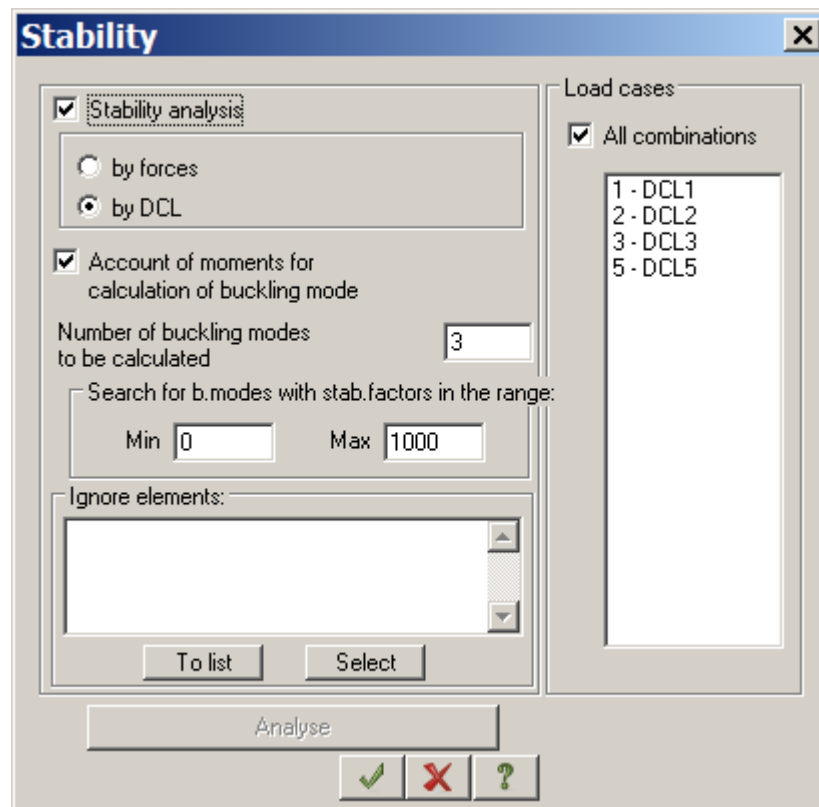 Stability
Stability analysis
by forces
by DCL
Account of moments for
calculation of buckling mode
Number of buckling modes
to be calculated
3
Search for b.modes with stab.factors in the range:
Min 0 Max 1000
Ignore elements:
To list Select
Load cases
All combinations
1 - DCL1
2 - DCL2
3 - DCL3
5 - DCL5
Analyse
?